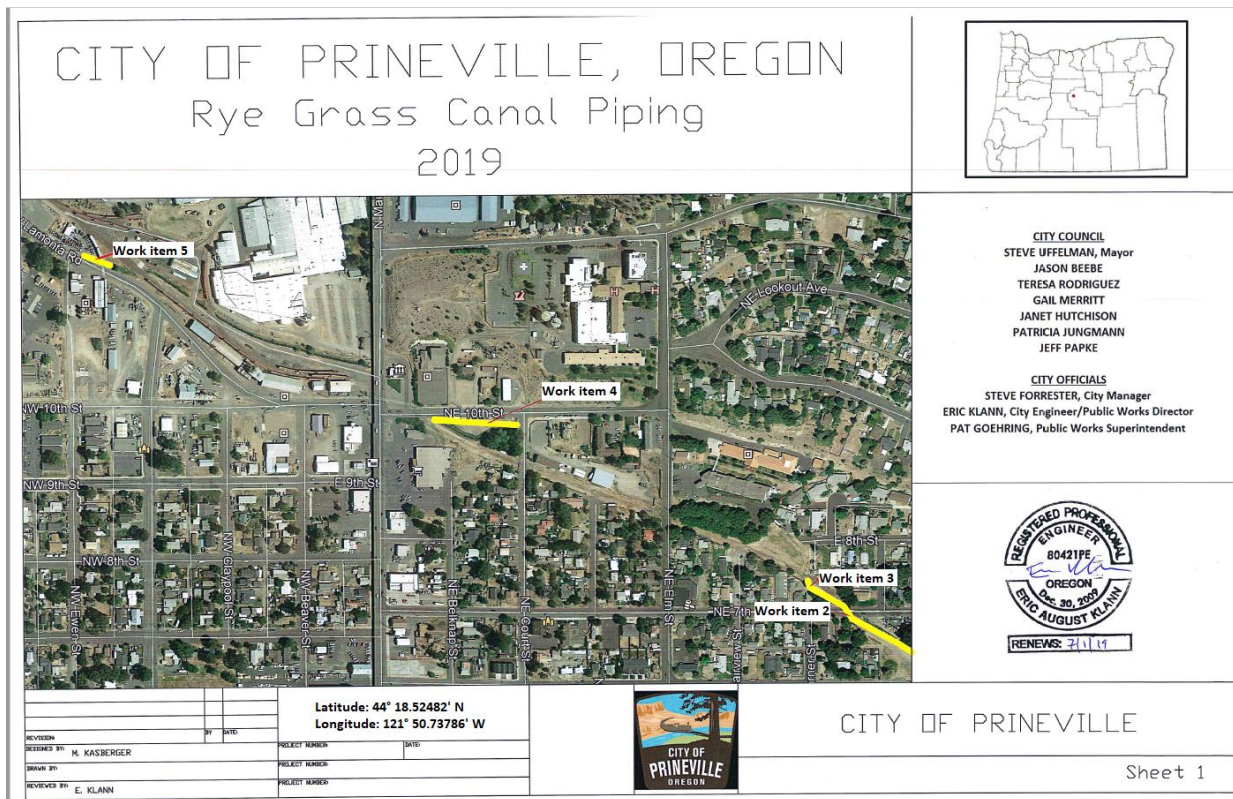 CITY OF PRINEVILLE, OREGON
Rye Grass Canal Piping
2019
CITY COUNCIL
STEVE UFFELMAN, Mayor
JASON BEEBE
TERESA RODRIGUEZ
GAIL MERRITT
JANET HUTCHISON
PATRICIA JUNGMANN
JEFF PAPKE
CITY OFFICIALS
STEVE FORRESTER, City Manager
ERIC KLANN, City Engineer/Public Works Director
PAT GOEHRING, Public Works Superintendent
REGISTERED PROFESSIONAL
ENGINEER
80421PE
OREGON
Dec. 30, 2009
ERIC AUGUST KLANN
RENEWS: 7/1/19
Lamonta Rd
Work item 5
N Mai
NE Lookout Ave
H
Work item 4
NW 10th St
NE 10th St
NW 9th St
E 9th St
NW 8th St
E 8th St
Work item 3
NE 7th
Work item 2
NW Ewen St
NW Claypool St
NW Beaver St
NE Belknap St
NE Court St
NE Elm St
airview St
rner St
Latitude: 44° 18.52482' N
Longitude: 121° 50.73786' W
REVISION:
BY
DATE:
DESIGNED BY: M. KASBERGER
DRAWN BY:
REVIEWED BY: E. KLANN
PROJECT NUMBER:
DATE:
PROJECT NUMBER:
PROJECT NUMBER:
CITY OF
PRINEVILLE
OREGON
CITY OF PRINEVILLE
Sheet 1